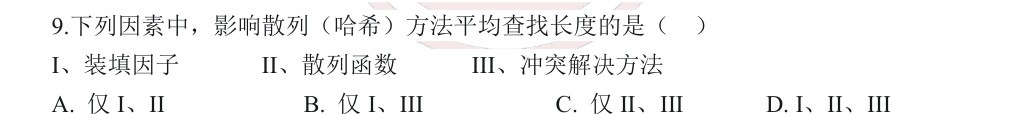 9.下列因素中，影响散列（哈希）方法平均查找长度的是（ ）
I、装填因子 II、散列函数 III、冲突解决方法
A. 仅 I、II B. 仅 I、III C. 仅 II、III D. I、II、III